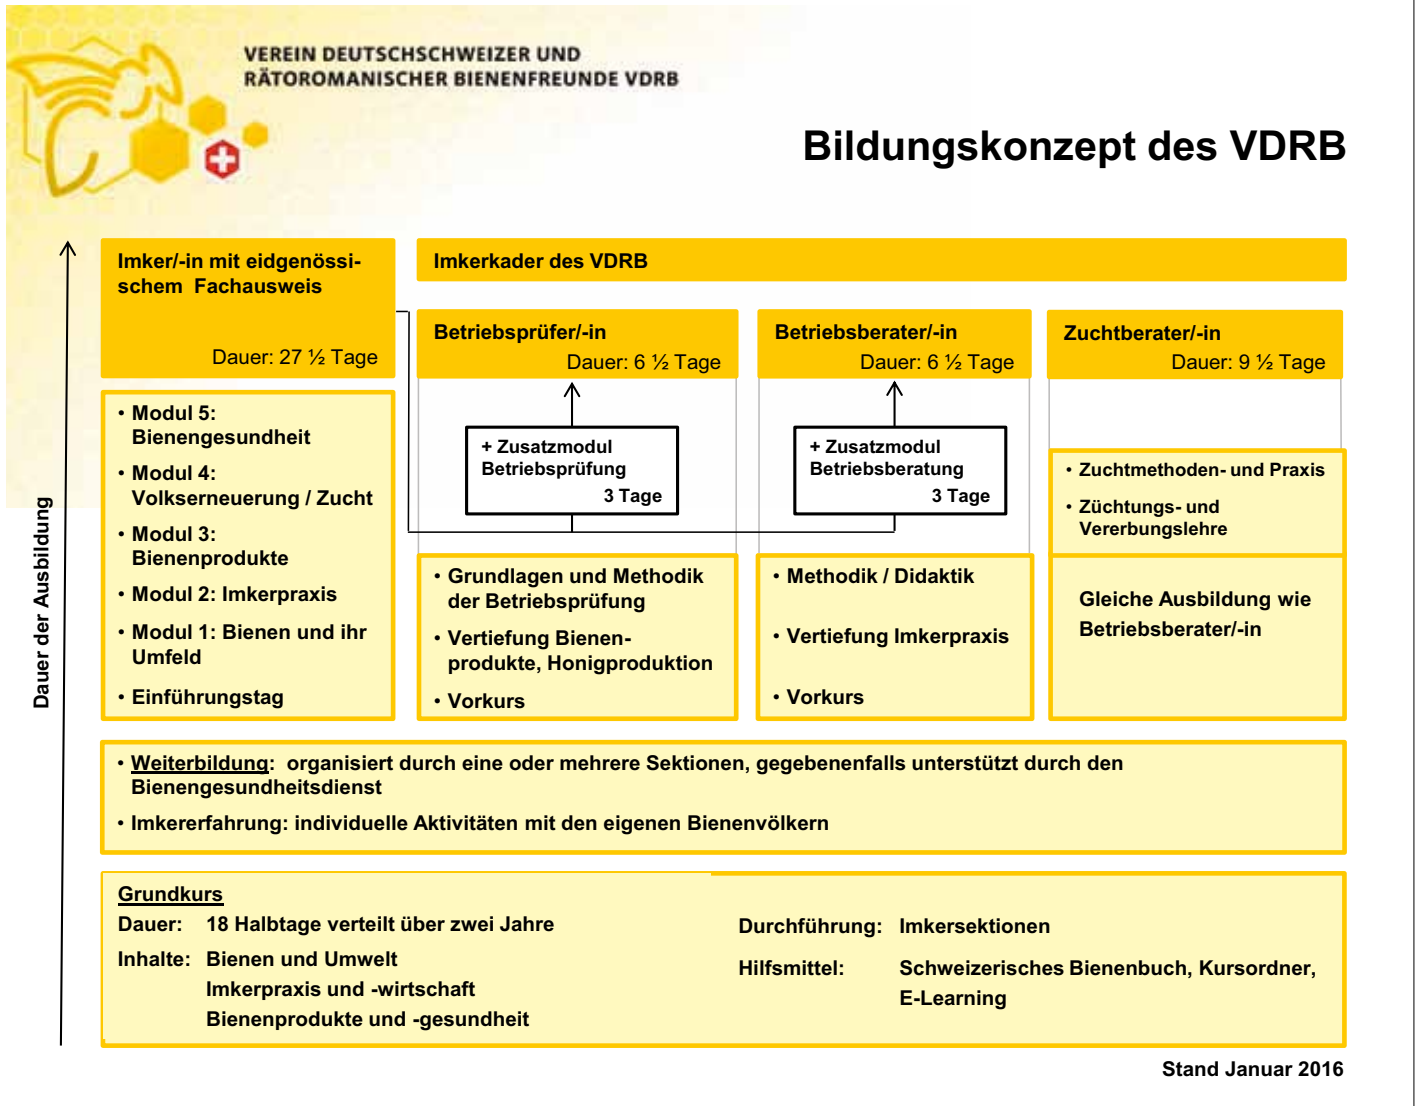 VEREIN DEUTSCHSCHWEIZER UND
RÄTOROMANISCHER BIENENFREUNDE VDRB
Bildungskonzept des VDRB
Dauer der Ausbildung
Imker/-in mit eidgenössi-
schem Fachausweis
Dauer: 27 ½ Tage
• Modul 5:
Bienengesundheit
• Modul 4:
Volkserneuerung / Zucht
• Modul 3:
Bienenprodukte
• Modul 2: Imkerpraxis
• Modul 1: Bienen und ihr
Umfeld
• Einführungstag
Imkerkader des VDRB
Betriebsprüfer/-in
Dauer: 6 ½ Tage
+ Zusatzmodul
Betriebsprüfung
3 Tage
• Grundlagen und Methodik
der Betriebsprüfung
• Vertiefung Bienen-
produkte, Honigproduktion
• Vorkurs
Betriebsberater/-in
Dauer: 6 ½ Tage
+ Zusatzmodul
Betriebsberatung
3 Tage
• Methodik / Didaktik
• Vertiefung Imkerpraxis
• Vorkurs
Zuchtberater/-in
Dauer: 9 ½ Tage
• Zuchtmethoden- und Praxis
• Züchtungs- und
Vererbungslehre
Gleiche Ausbildung wie
Betriebsberater/-in
• Weiterbildung: organisiert durch eine oder mehrere Sektionen, gegebenenfalls unterstützt durch den
Bienengesundheitsdienst
• Imkererfahrung: individuelle Aktivitäten mit den eigenen Bienenvölkern
Grundkurs
Dauer: 18 Halbtage verteilt über zwei Jahre
Inhalte: Bienen und Umwelt
Imkerpraxis und -wirtschaft
Bienenprodukte und -gesundheit
Durchführung: Imkersektionen
Hilfsmittel: Schweizerisches Bienenbuch, Kursordner,
E-Learning
Stand Januar 2016